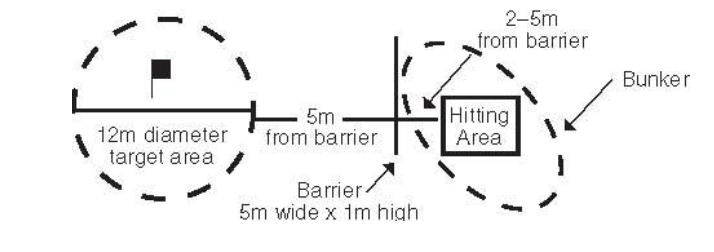 2–5m
from barrier
Bunker
Hitting
Area
5m
from barrier
12m diameter
target area
Barrier
5m wide x 1m high